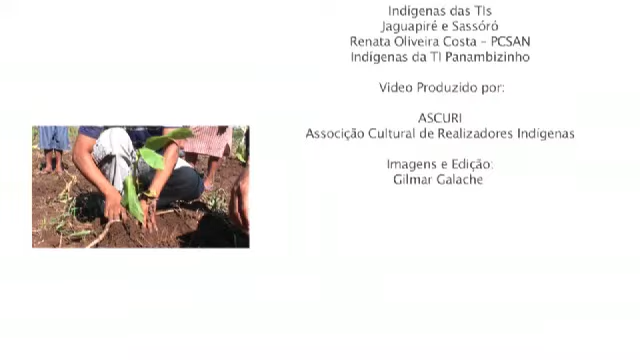 Indígenas das TIs
Jaguapiré e Sassóró
Renata Oliveira Costa - PCSAN
Indígenas da TI Panambizinho
Video Produzido por:
ASCURI
Associção Cultural de Realizadores Indígenas
Imagens e Edição:
Gilmar Galache